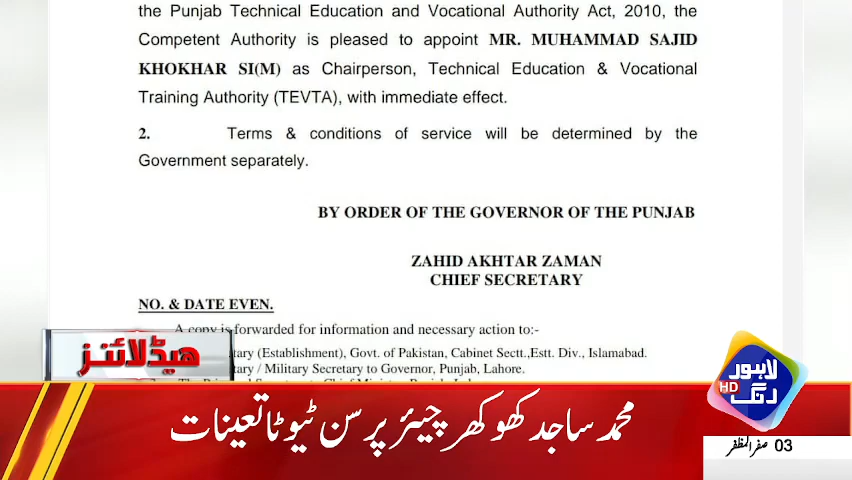 the Punjab Technical Education and Vocational Authority Act, 2010, the
Competent Authority is pleased to appoint MR. MUHAMMAD SAJID
KHOKHAR SI(M) as Chairperson, Technical Education & Vocational
Training Authority (TEVTA), with immediate effect.
2. Terms & conditions of service will be determined by the
Government separately.
BY ORDER OF THE GOVERNOR OF THE PUNJAB
ZAHID AKHTAR ZAMAN
CHIEF SECRETARY
NO. & DATE EVEN.
A copy is forwarded for information and necessary action to:-
(Establishment), Govt. of Pakistan, Cabinet Sectt.,Estt. Div., Islamabad.
/ Military Secretary to Governor, Punjab, Lahore.
ہیڈلائنز
لاہور
رنگ
HD
محمد ساجد کھوکھر چیئرپرسن ٹیوٹا تعینات
03 صفر المظفر